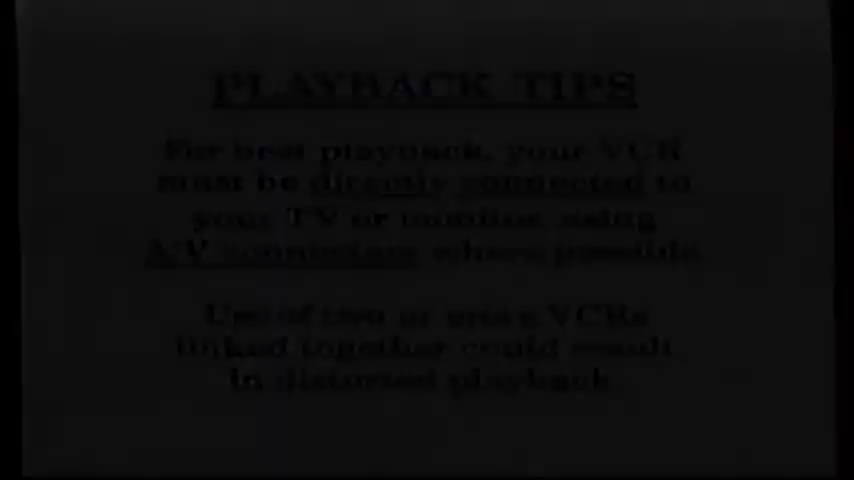 PLAYBACK TIPS
For best playback, your VCR
must be directly connected to
your TV or monitor, using
A/V connectors where possible.
Use of two or more VCRs
linked together could result
in distorted playback.